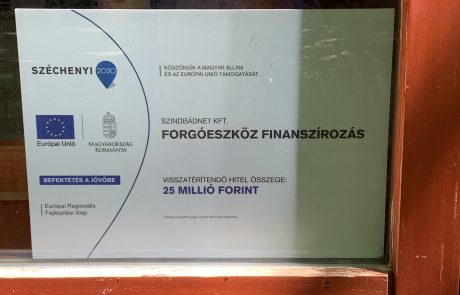 SZÉCHENYI 2020
KÖSZÖNJÜK A MAGYAR ÁLLAM
ÉS AZ EURÓPAI UNIÓ TÁMOGATÁSÁT.
SZINDBÁDNET KFT.
FORGÓESZKÖZ FINANSZÍROZÁS
Európai Unió
MAGYARORSZÁG
KORMÁNYA
BEFEKTETÉS A JÖVŐBE
VISSZATÉRÍTENDŐ HITEL ÖSSZEGE:
25 MILLIÓ FORINT
Európai Regionális
Fejlesztési Alap